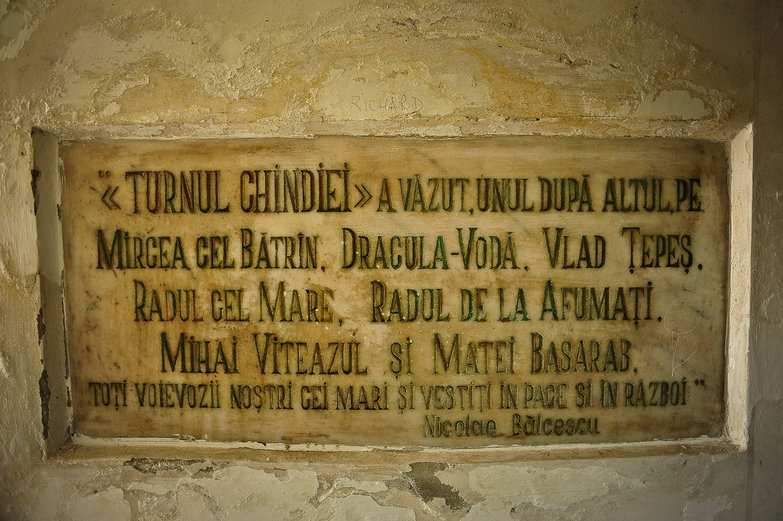 RICHARD
"«TURNUL CHINDIEI» A VĂZUT, UNUL DUPĂ ALTUL, PE
MIRCEA CEL BĂTRÎN, DRACULA-VODĂ, VLAD ȚEPEȘ,
RADUL CEL MARE, RADUL DE LA AFUMAȚI,
MIHAI VITEAZUL ȘI MATEI BASARAB,
TOȚI VOIEVOZII NOȘTRI CEI MARI ȘI VESTIȚI ÎN PACE ȘI ÎN RĂZBOI"
Nicolae Bălcescu